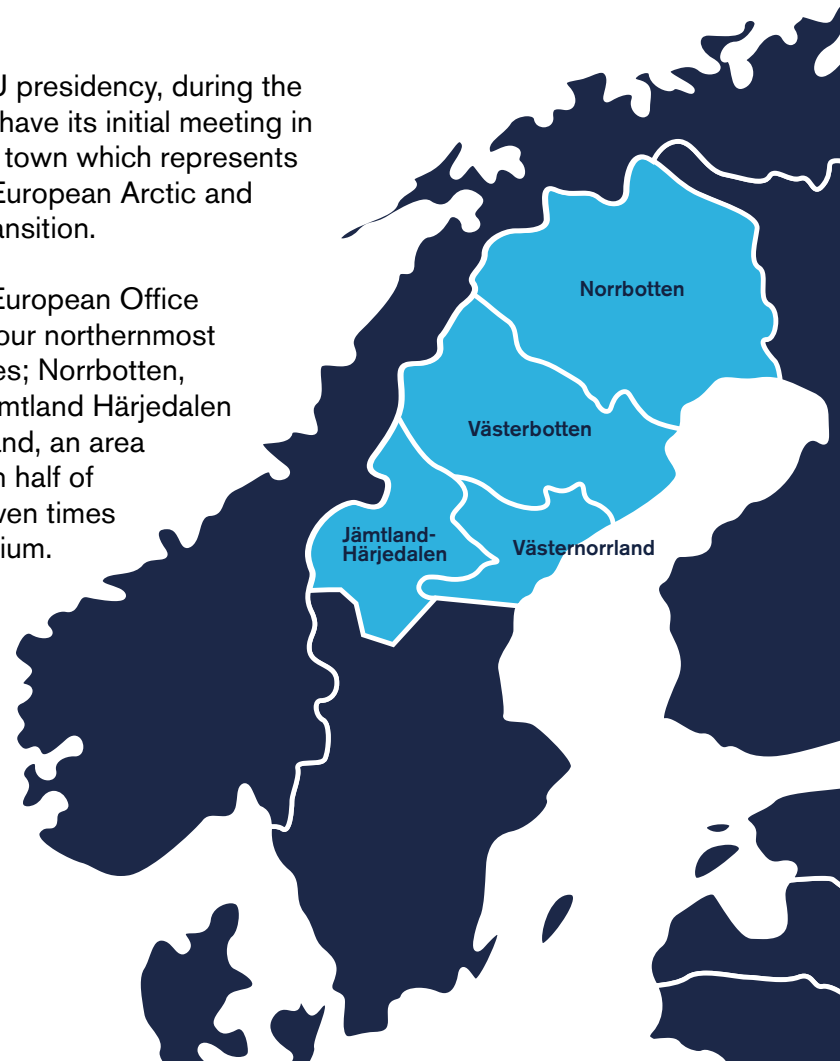 J presidency, during the
have its initial meeting in
town which represents
European Arctic and
ansition.
European Office
our northernmost
es; Norrbotten,
mtland Härjedalen
and, an area
n half of
ven times
ium.
Norrbotten
Västerbotten
Jämtland-
Härjedalen
Västernorrland